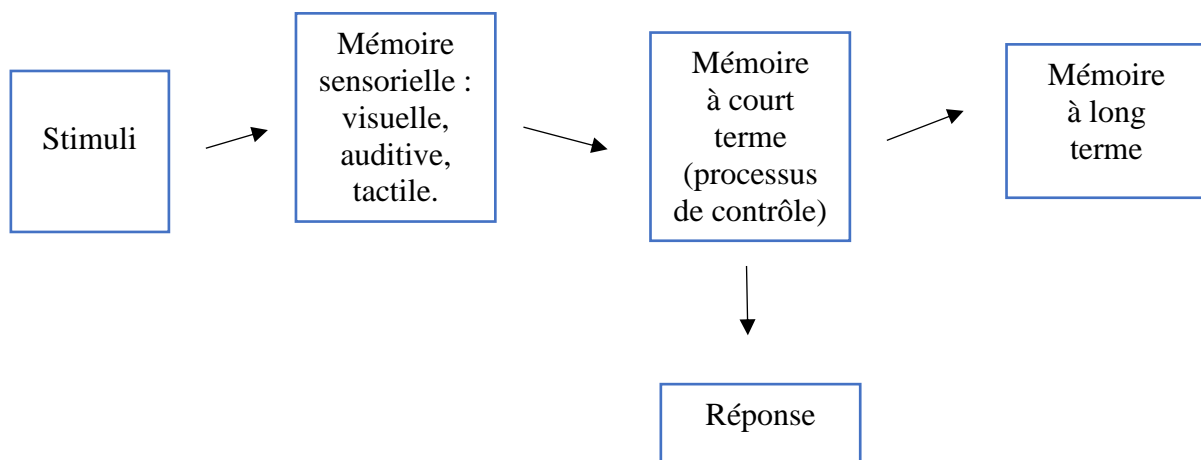 Stimuli
Mémoire
sensorielle :
visuelle,
auditive,
tactile.
Mémoire
à court
terme
(processus
de contrôle)
Mémoire
à long
terme
Réponse